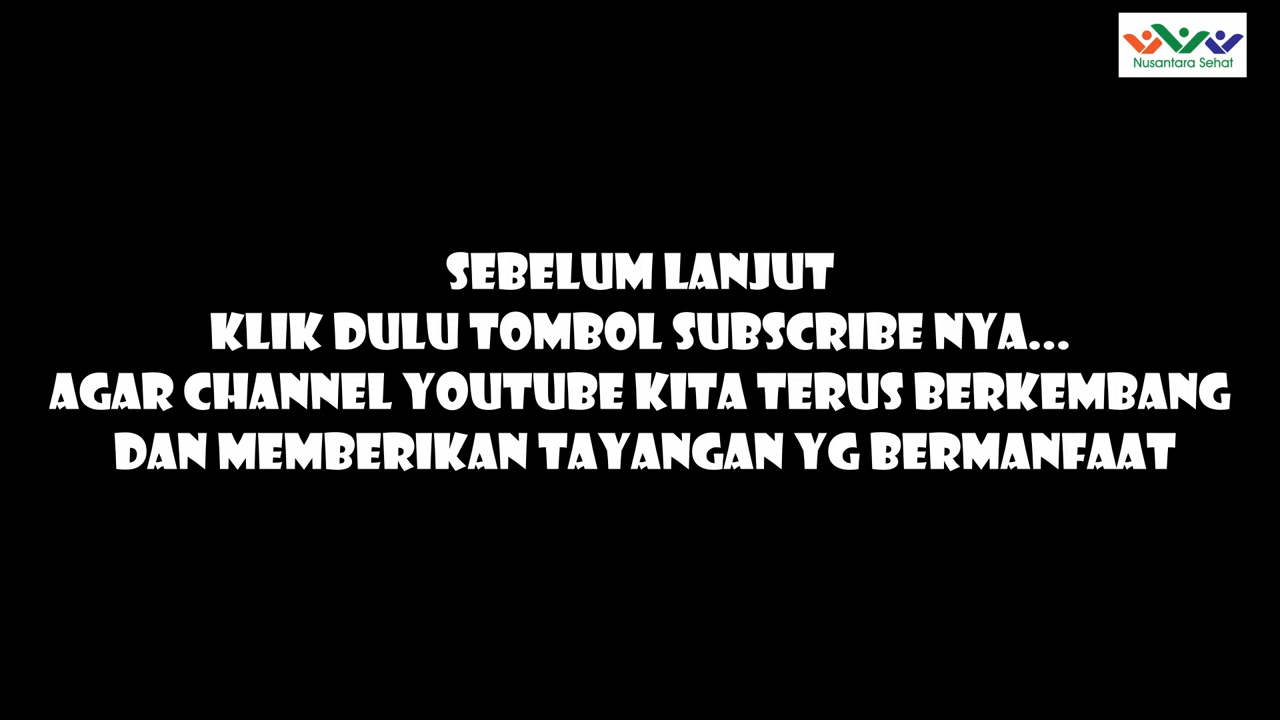 Nusantara Sehat
SEBELUM LANJUT
KLIK DULU TOMBOL SUBSCRIBE NYA...
AGAR CHANNEL YOUTUBE KITA TERUS BERKEMBANG
DAN MEMBERIKAN TAYANGAN YG BERMANFAAT